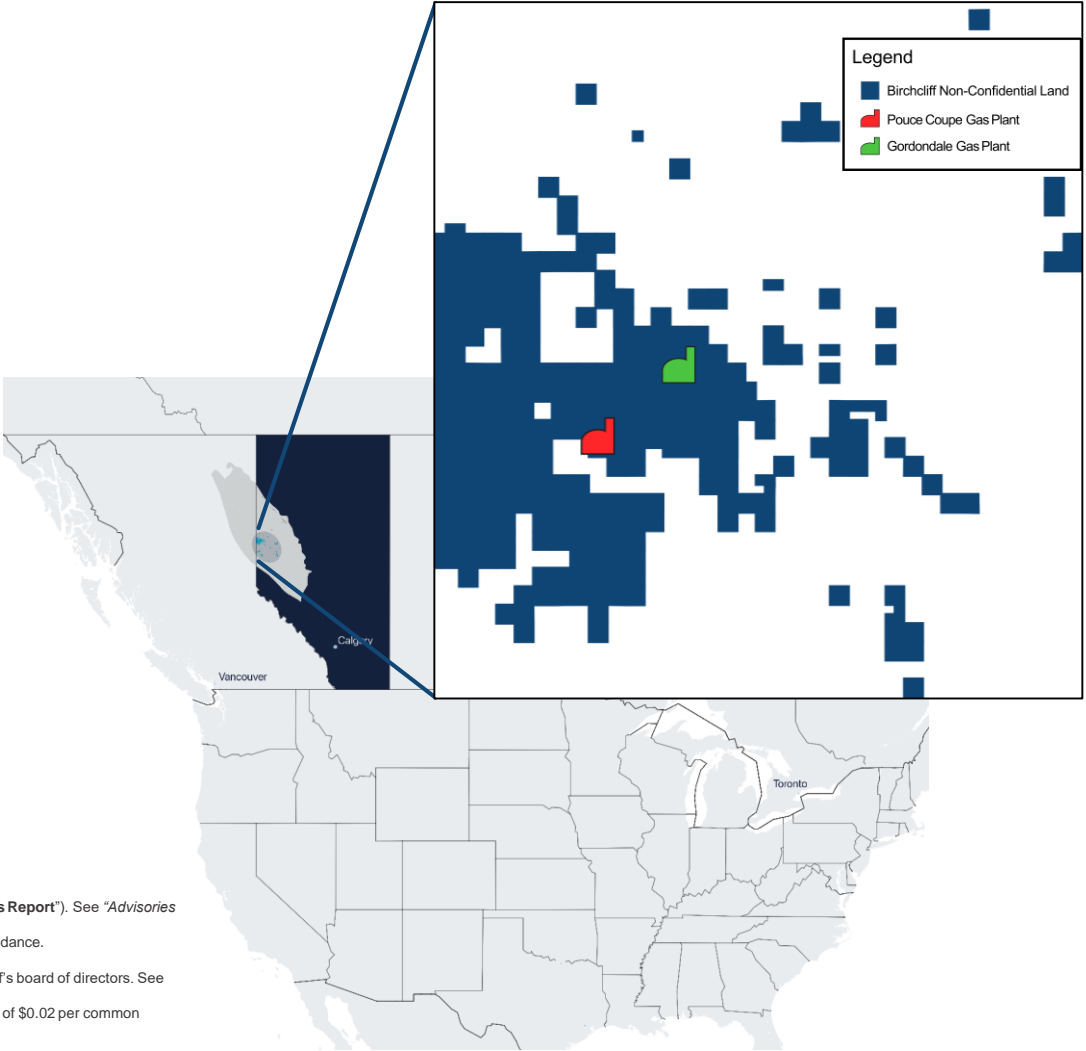 Legend
Birchcliff Non-Confidential Land
Pouce Coupe Gas Plant
Gordondale Gas Plant
Calgary
Vancouver
Toronto
s Report”). See “Advisories
dance.
f’s board of directors. See
of $0.02 per common